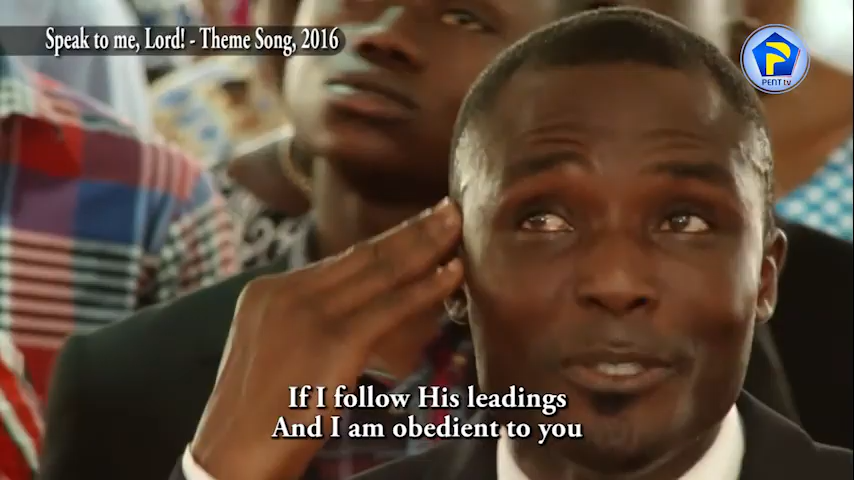 Speak to me, Lord! - Theme Song, 2016
P
PENT tv
If I follow His leadings
And I am obedient to you